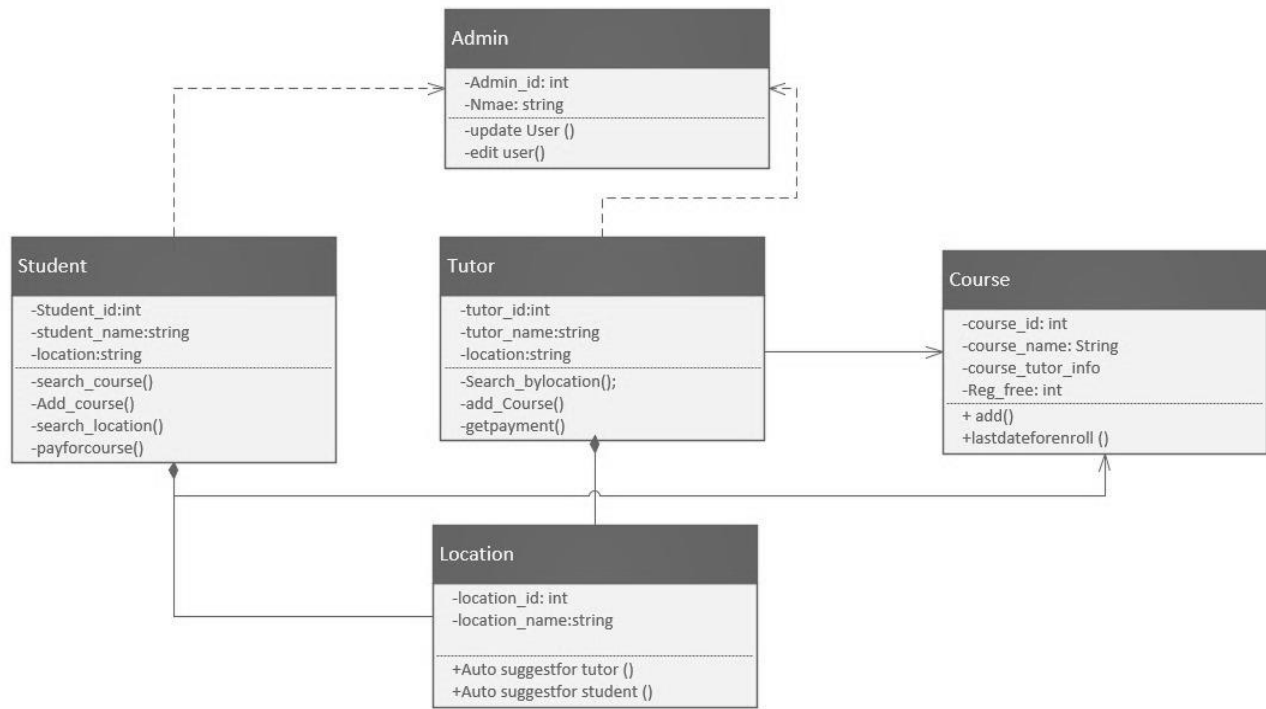 Admin
-Admin_id: int
-Nmae: string
-update User ()
-edit user()
Student
-Student_id:int
-student_name:string
-location:string
-search_course()
-Add_course()
-search_location()
-payforcourse()
Tutor
-tutor_id:int
-tutor_name:string
-location:string
-Search_bylocation();
-add_Course()
-getpayment()
Course
-course_id: int
-course_name: String
-course_tutor_info
-Reg_free: int
+ add()
+lastdateforenroll ()
Location
-location_id: int
-location_name:string
+Auto suggestfor tutor ()
+Auto suggestfor student ()